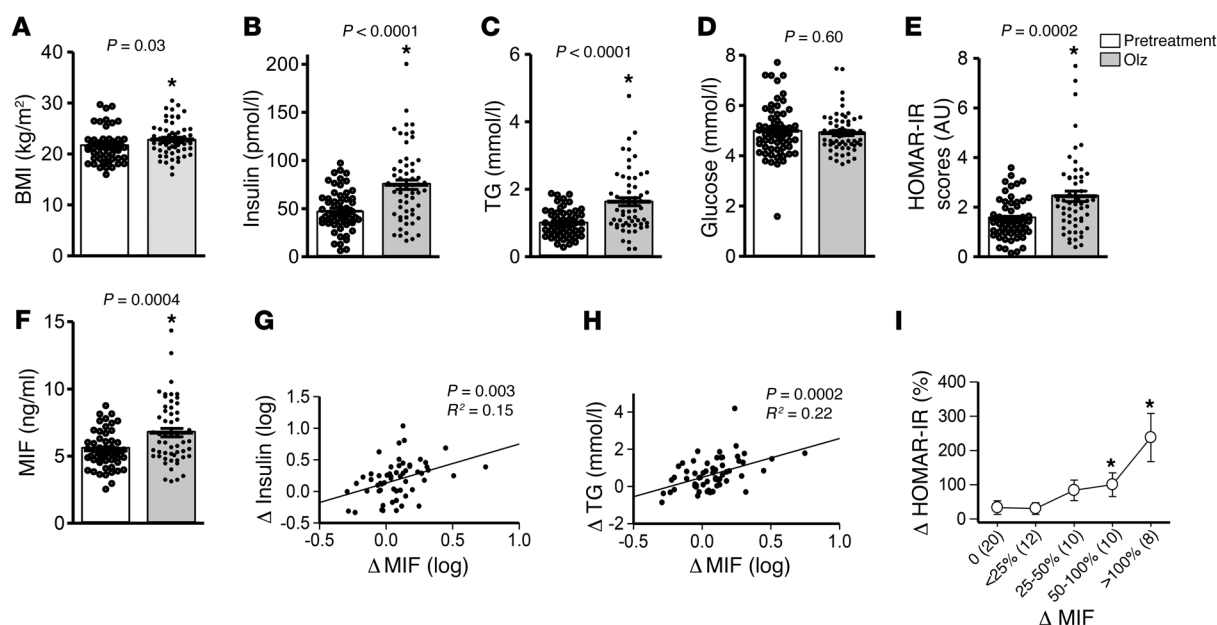 A
P = 0.03
*
BMI (kg/m²)
40
30
20
10
0
B
P < 0.0001
*
Insulin (pmol/l)
200
150
100
50
0
C
P < 0.0001
*
TG (mmol/l)
6
4
2
0
D
P = 0.60
Glucose (mmol/l)
10
8
6
4
2
0
E
P = 0.0002
*
HOMAR-IR
scores (AU)
8
6
4
2
0
Pretreatment
Olz
F
P = 0.0004
*
MIF (ng/ml)
15
10
5
0
G
P = 0.003
R² = 0.15
Δ Insulin (log)
1.5
1.0
0.5
0.0
-0.5
-0.5 0.0 0.5 1.0
Δ MIF (log)
H
P = 0.0002
R² = 0.22
Δ TG (mmol/l)
4
2
0
-2
-0.5 0.0 0.5 1.0
Δ MIF (log)
I
Δ HOMAR-IR (%)
400
300
200
100
0
*
*
0 (20)
<25% (12)
25-50% (10)
50-100% (10)
>100% (8)
Δ MIF